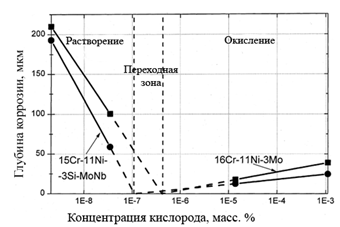 Растворение
Окисление
Переходная
зона
200
150
100
50
0
Глубина коррозии, мкм
15Cr-11Ni-
-3Si-MoNb
16Cr-11Ni-3Mo
1E-8
1E-7
1E-6
1E-5
1E-4
1E-3
Концентрация кислорода, масс. %